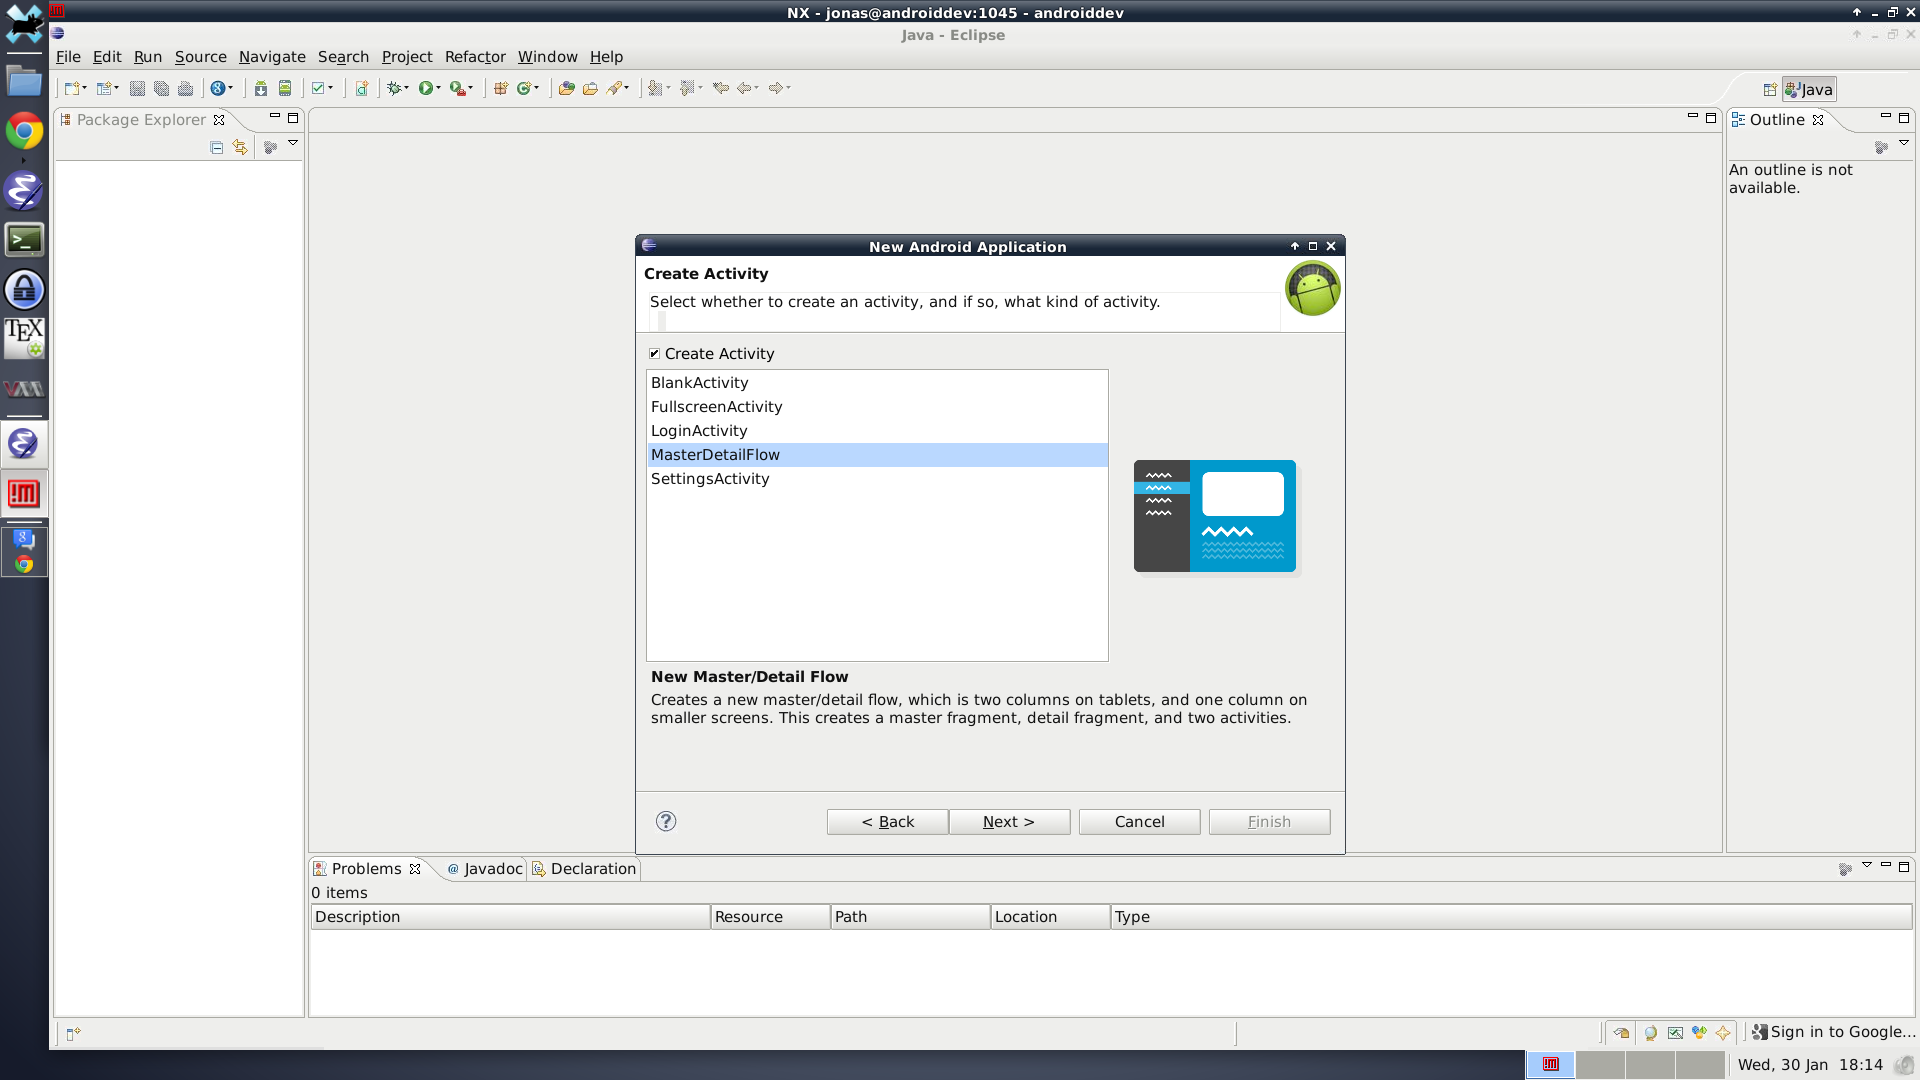 NX - jonas@androiddev:1045 - androiddev
Java - Eclipse
File Edit Run Source Navigate Search Project Refactor Window Help
Java
Package Explorer
Outline
An outline is not
available.
New Android Application
Create Activity
Select whether to create an activity, and if so, what kind of activity.
Create Activity
BlankActivity
FullscreenActivity
LoginActivity
MasterDetailFlow
SettingsActivity
New Master/Detail Flow
Creates a new master/detail flow, which is two columns on tablets, and one column on
smaller screens. This creates a master fragment, detail fragment, and two activities.
< Back Next > Cancel Finish
Problems @ Javadoc Declaration
0 items
Description Resource Path Location Type
Sign in to Google...
Wed, 30 Jan 18:14
TEX